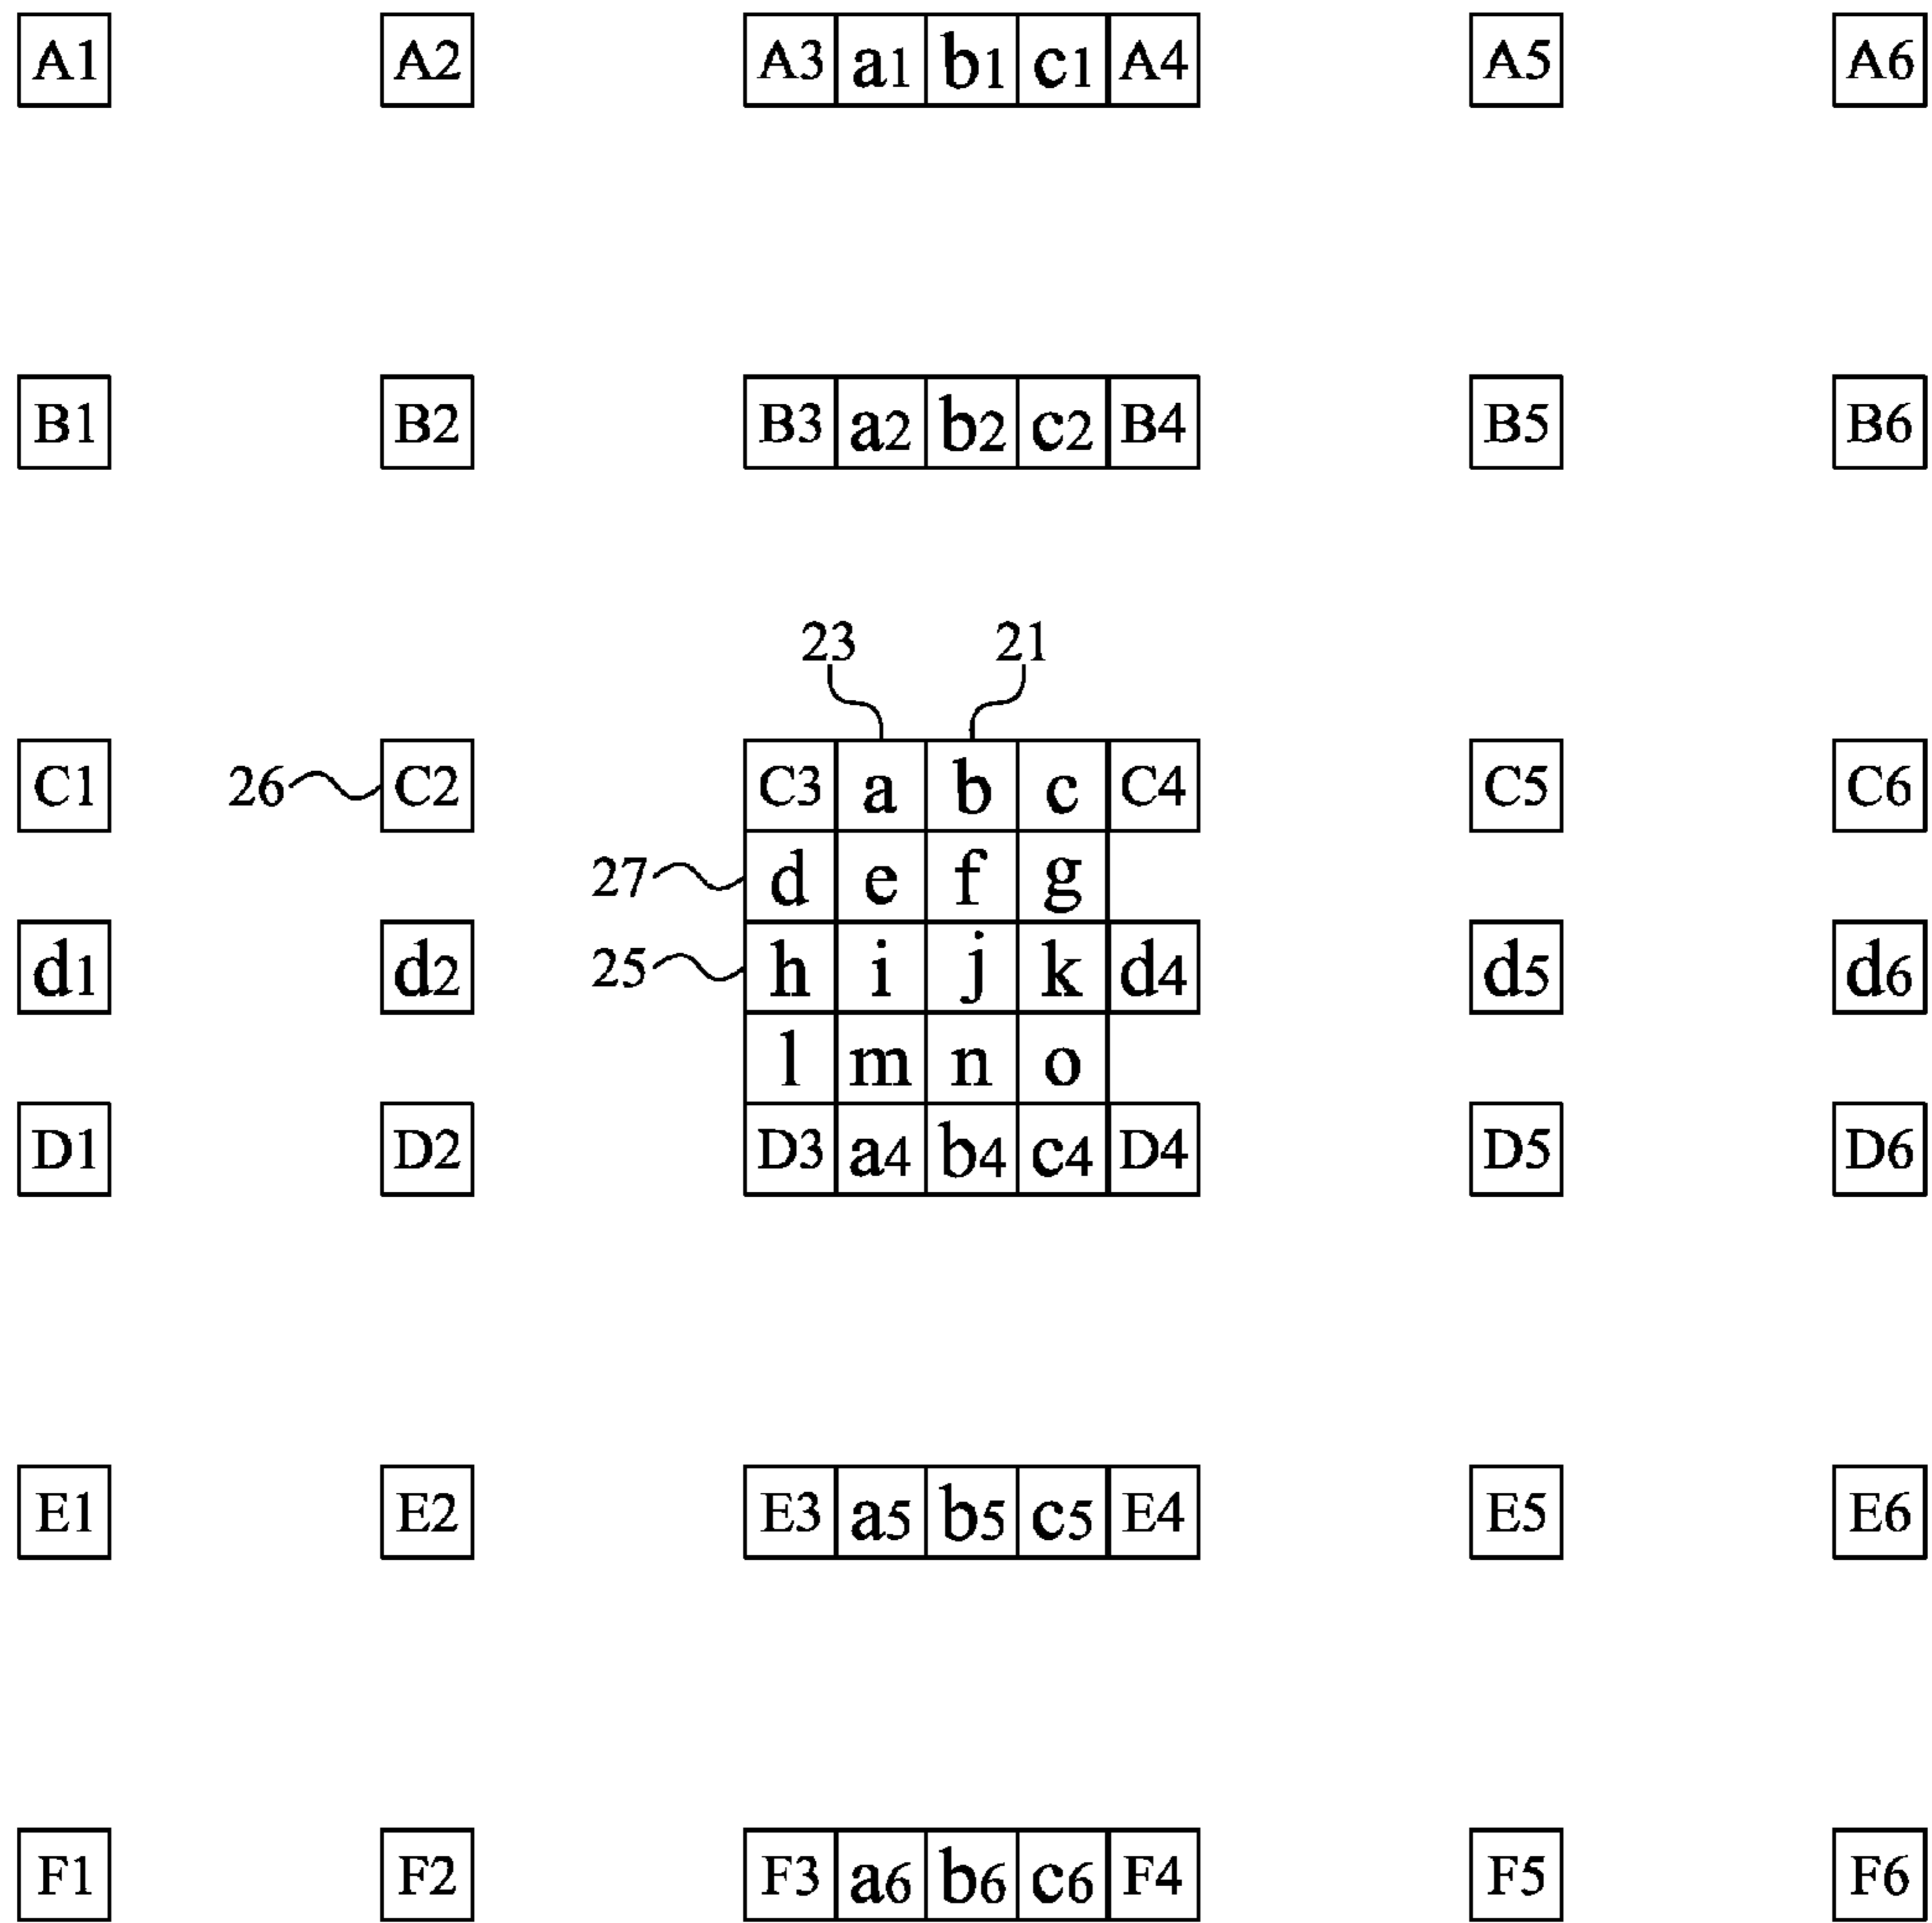 A1 A2 A3 a1 b1 c1 A4 A5 A6
B1 B2 B3 a2 b2 c2 B4 B5 B6
23 21
C1 26 C2 C3 a b c C4 C5 C6
27 d e f g
d1 d2 25 h i j k d4 d5 d6
l m n o
D1 D2 D3 a4 b4 c4 D4 D5 D6
E1 E2 E3 a5 b5 c5 E4 E5 E6
F1 F2 F3 a6 b6 c6 F4 F5 F6